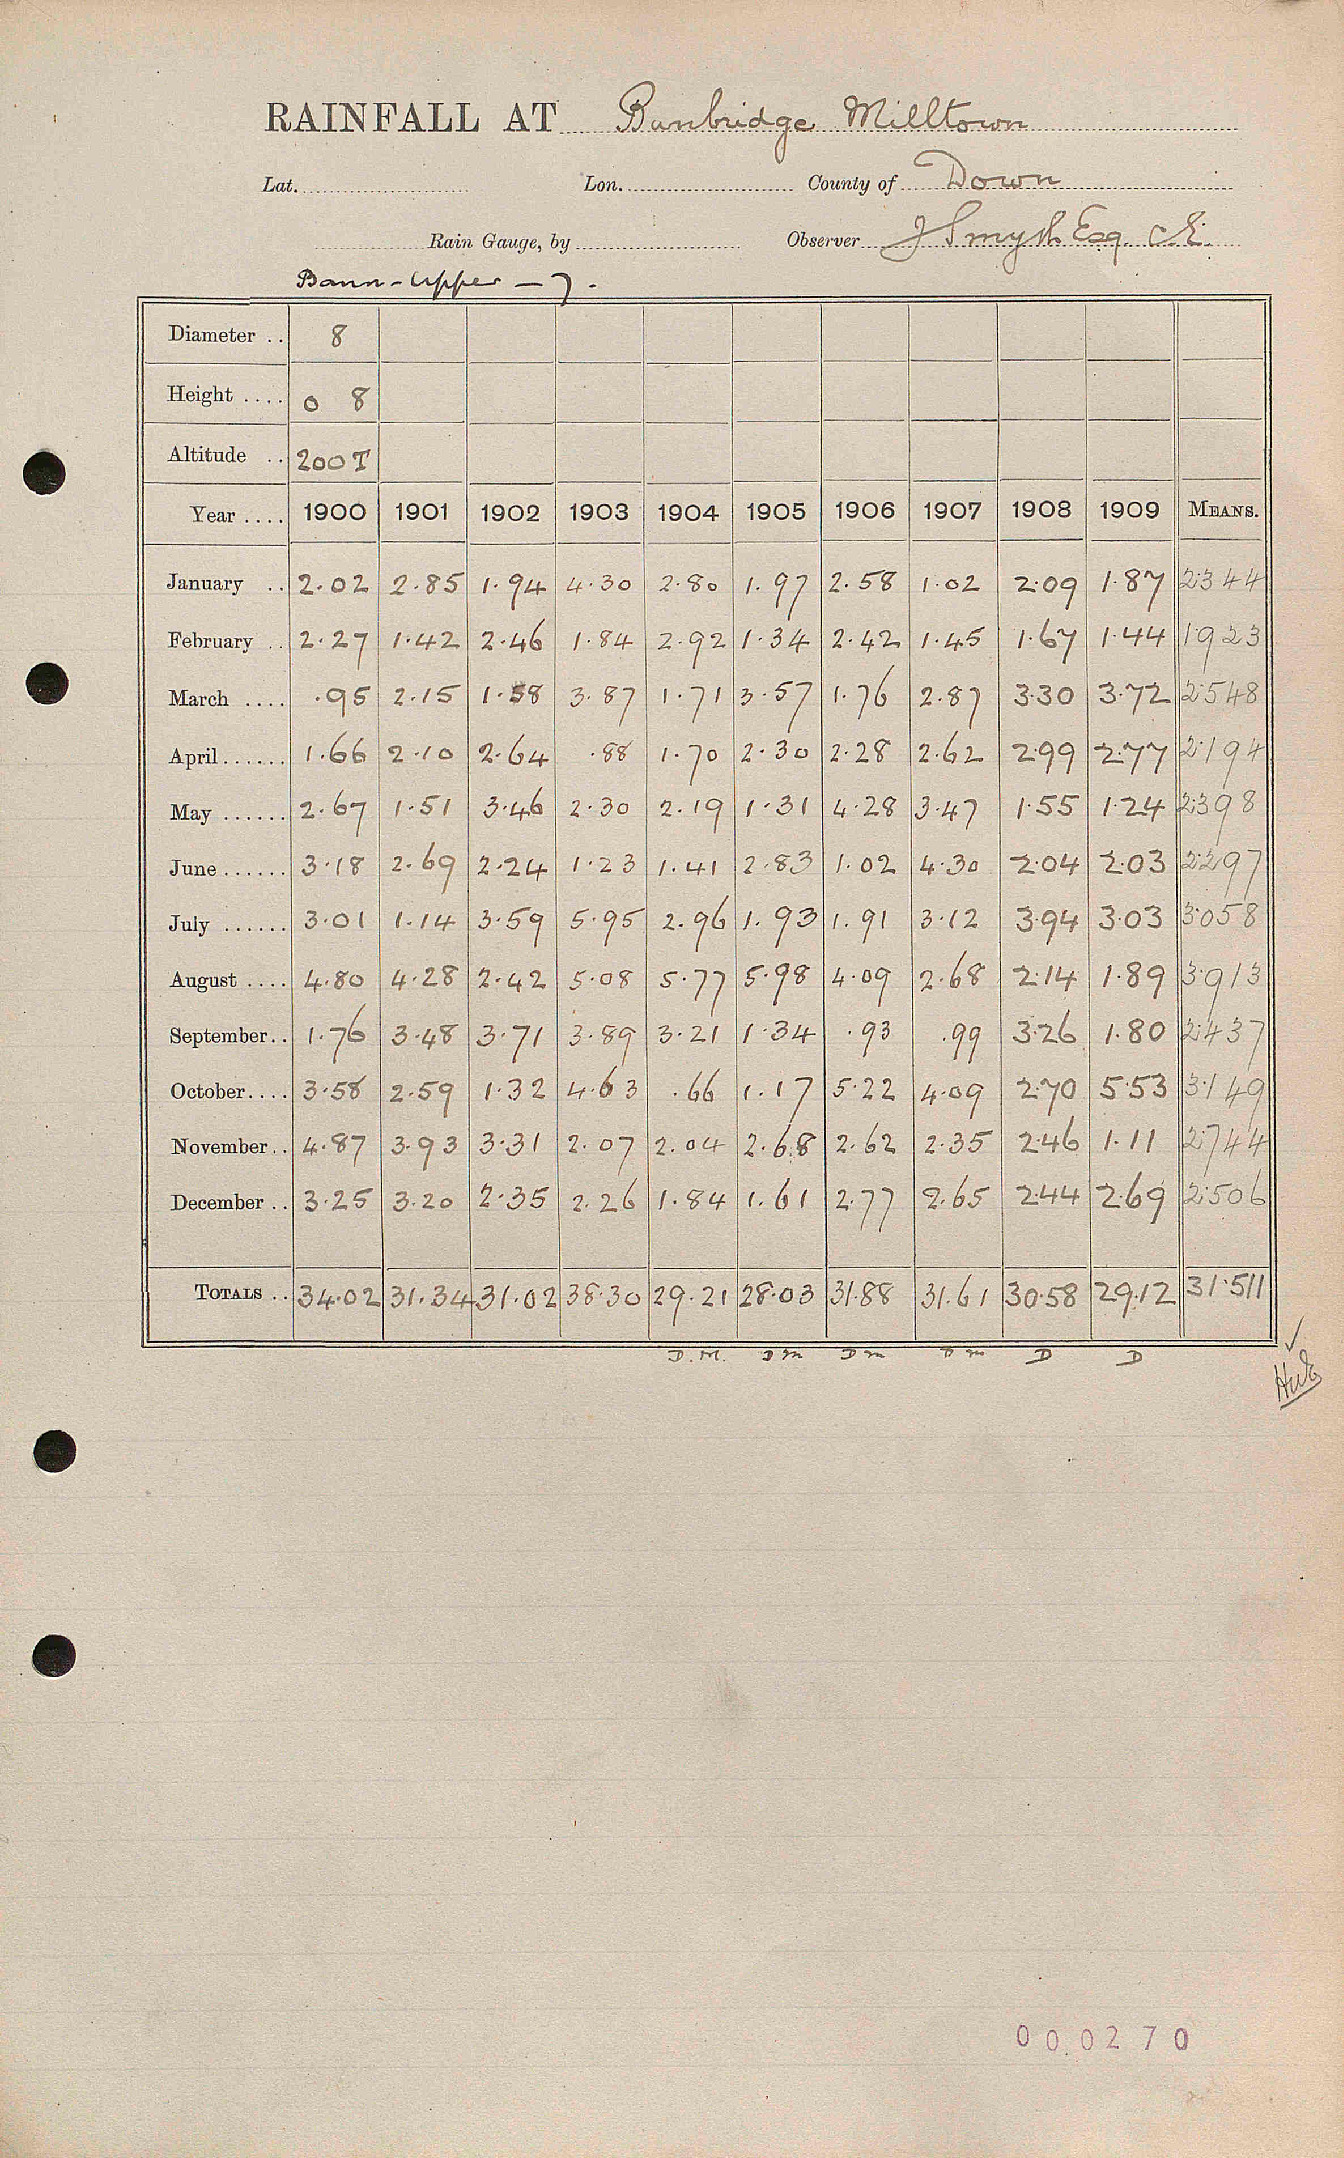 RAINFALL AT Banbridge Milltown
Lat. Lon. County of Down
Rain Gauge, by Observer J Smyth Esq C.E.
Bann-Upper - 7.
Diameter .. 8
Height .... 0 8
Altitude .. 200 T
Year .... 1900 1901 1902 1903 1904 1905 1906 1907 1908 1909 MEANS.
January .. 2.02 2.85 1.94 4.30 2.80 1.97 2.58 1.02 2.09 1.87 2.344
February .. 2.27 1.42 2.46 1.84 2.92 1.34 2.42 1.45 1.67 1.44 1.923
March .... .95 2.15 1.58 3.87 1.71 3.57 1.76 2.87 3.30 3.72 2.548
April ...... 1.66 2.10 2.64 .88 1.70 2.30 2.28 2.62 2.99 2.77 2.194
May ...... 2.67 1.51 3.46 2.30 2.19 1.31 4.28 3.47 1.55 1.24 2.398
June ...... 3.18 2.69 2.24 1.23 1.41 2.83 1.02 4.30 2.04 2.03 2.297
July ...... 3.01 1.14 3.59 5.95 2.96 1.93 1.91 3.12 3.94 3.03 3.058
August .... 4.80 4.28 2.42 5.08 5.77 5.98 4.09 2.68 2.14 1.89 3.913
September .. 1.76 3.48 3.71 3.89 3.21 1.34 .93 .99 3.26 1.80 2.437
October .... 3.58 2.59 1.32 4.63 .66 1.17 5.22 4.09 2.70 5.53 3.149
November .. 4.87 3.93 3.31 2.07 2.04 2.68 2.62 2.35 2.46 1.11 2.744
December .. 3.25 3.20 2.35 2.26 1.84 1.61 2.77 2.65 2.44 2.69 2.506
TOTALS .. 34.02 31.34 31.02 38.30 29.21 28.03 31.88 31.61 30.58 29.12 31.511
D.M. D M D M D M D D
000270